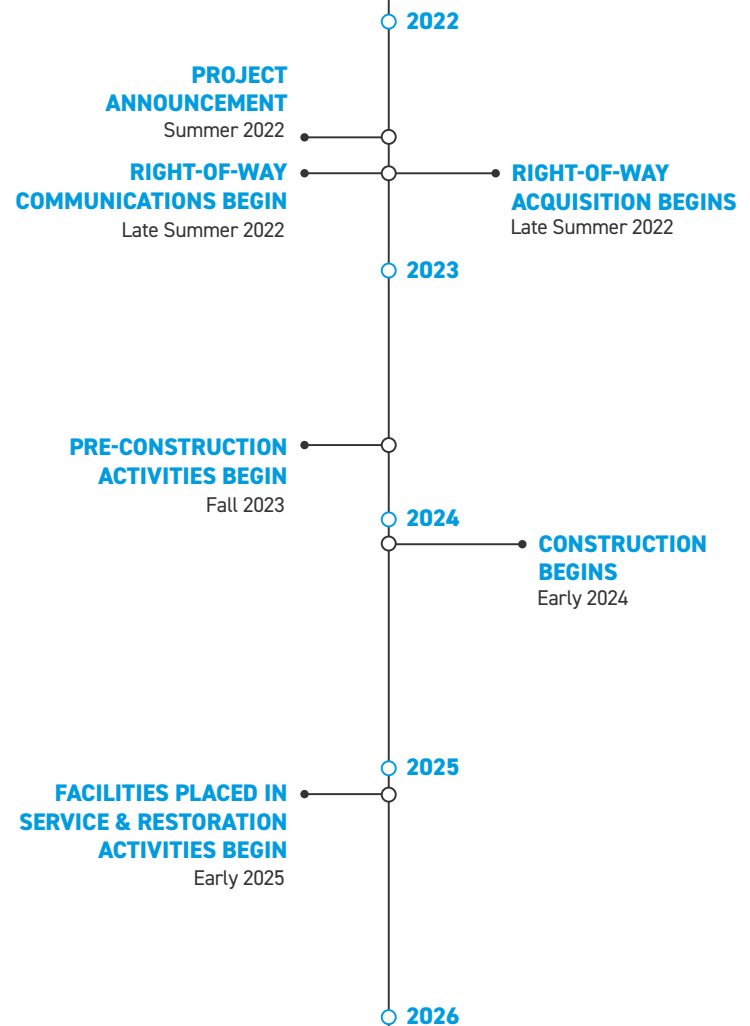 2022
PROJECT
ANNOUNCEMENT
Summer 2022
RIGHT-OF-WAY
COMMUNICATIONS BEGIN
Late Summer 2022
RIGHT-OF-WAY
ACQUISITION BEGINS
Late Summer 2022
2023
PRE-CONSTRUCTION
ACTIVITIES BEGIN
Fall 2023
2024
CONSTRUCTION
BEGINS
Early 2024
2025
FACILITIES PLACED IN
SERVICE & RESTORATION
ACTIVITIES BEGIN
Early 2025
2026